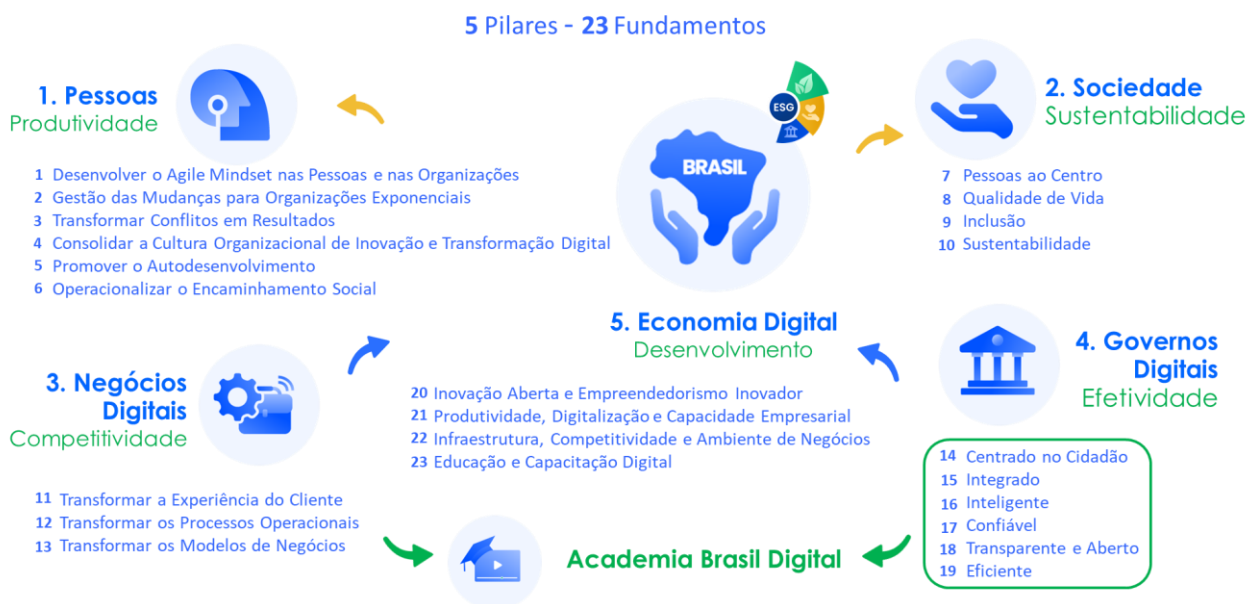 5 Pilares - 23 Fundamentos
1. Pessoas
Produtividade
1 Desenvolver o Agile Mindset nas Pessoas e nas Organizações
2 Gestão das Mudanças para Organizações Exponenciais
3 Transformar Conflitos em Resultados
4 Consolidar a Cultura Organizacional de Inovação e Transformação Digital
5 Promover o Autodesenvolvimento
6 Operacionalizar o Encaminhamento Social
ESG
BRASIL
2. Sociedade
Sustentabilidade
7 Pessoas ao Centro
8 Qualidade de Vida
9 Inclusão
10 Sustentabilidade
3. Negócios
Digitais
Competitividade
11 Transformar a Experiência do Cliente
12 Transformar os Processos Operacionais
13 Transformar os Modelos de Negócios
5. Economia Digital
Desenvolvimento
20 Inovação Aberta e Empreendedorismo Inovador
21 Produtividade, Digitalização e Capacidade Empresarial
22 Infraestrutura, Competitividade e Ambiente de Negócios
23 Educação e Capacitação Digital
4. Governos
Digitais
Efetividade
14 Centrado no Cidadão
15 Integrado
16 Inteligente
17 Confiável
18 Transparente e Aberto
19 Eficiente
Academia Brasil Digital